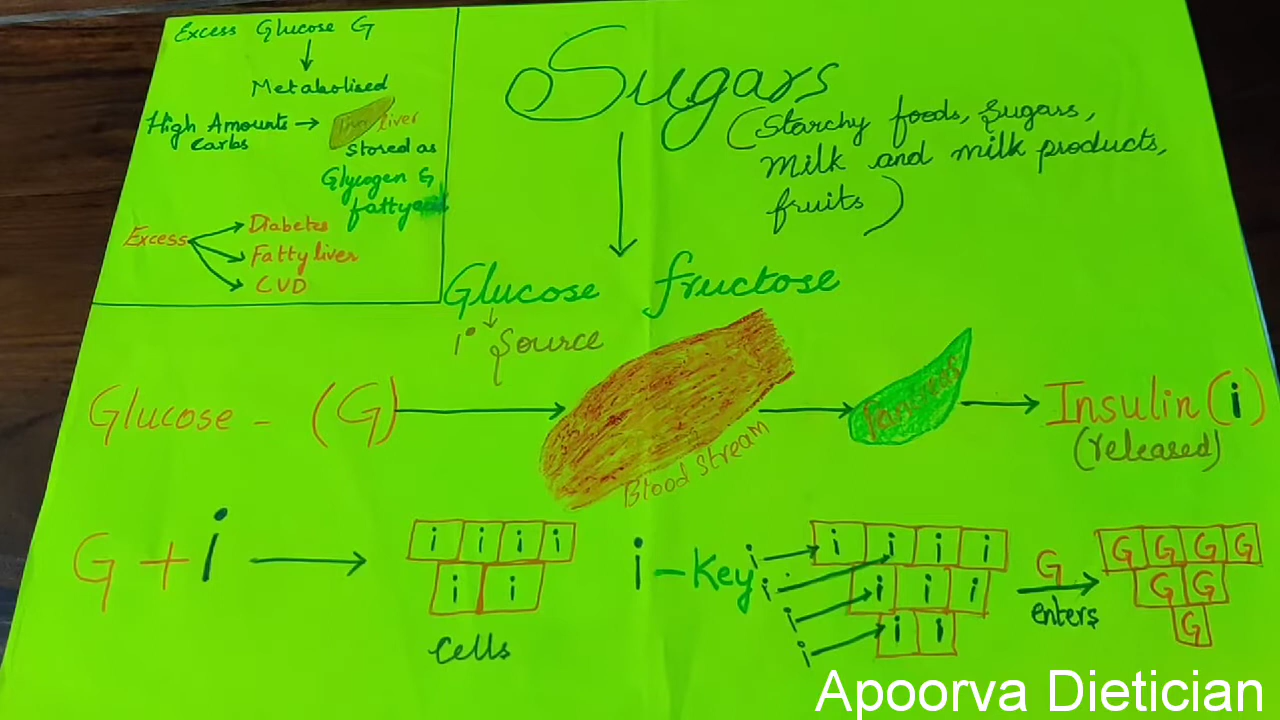 Excess Glucose G
Metabolised
High Amounts
carbs
liver
stored as
Glycogen G
fatty
Excess
Diabetes
Fatty liver
CVD
Sugars
(Starchy foods, Sugars,
Milk and milk products,
fruits)
Glucose fructose
1° Source
Glucose - (G)
Blood stream
Pancreas
Insulin (i)
(released)
G + i
i i i i
i i
cells
i - Key
i i i i i
i i i i
i i i
i
G
enters
G G G G
G G
G
Apoorva Dietician